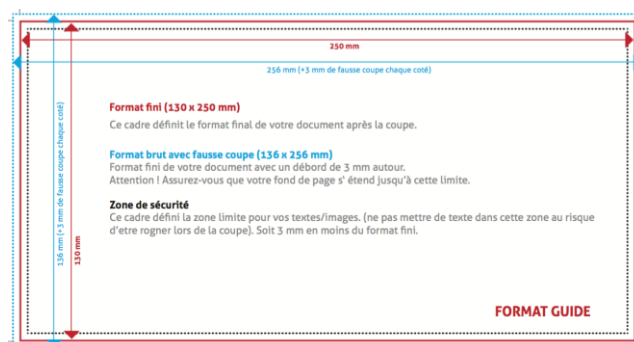 250 mm
256 mm (+3 mm de fausse coupe chaque coté)
136 mm (+3 mm de fausse coupe chaque coté)
130 mm
Format fini (130 x 250 mm)
Ce cadre définit le format final de votre document après la coupe.
Format brut avec fausse coupe (136 x 256 mm)
Format fini de votre document avec un débord de 3 mm autour.
Attention ! Assurez-vous que votre fond de page s' étend jusqu'à cette limite.
Zone de sécurité
Ce cadre défini la zone limite pour vos textes/images. (ne pas mettre de texte dans cette zone au risque
d'etre rogner lors de la coupe). Soit 3 mm en moins du format fini.
FORMAT GUIDE